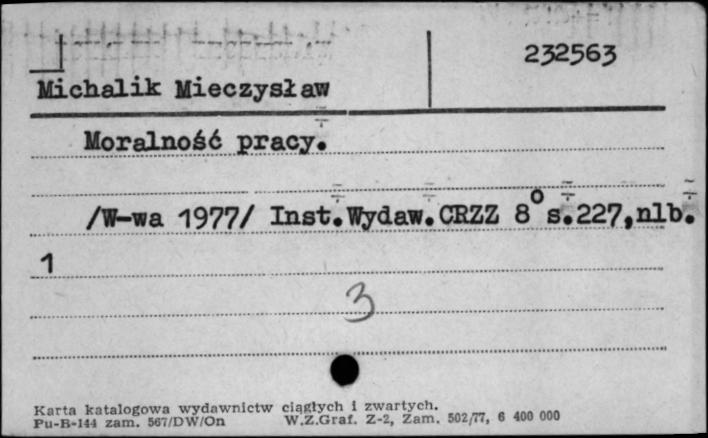 232563
Michalik Mieczysław
Moralność pracy.
/W-wa 1977/ Inst.Wydaw.CRZZ 8° s.227,nlb.
1
3
Karta katalogowa wydawnictw ciągłych i zwartych.
Pu-B-144 zam. 567/DW/On W.Z.Graf. Z-2, Zam. 502/77, 6 400 000